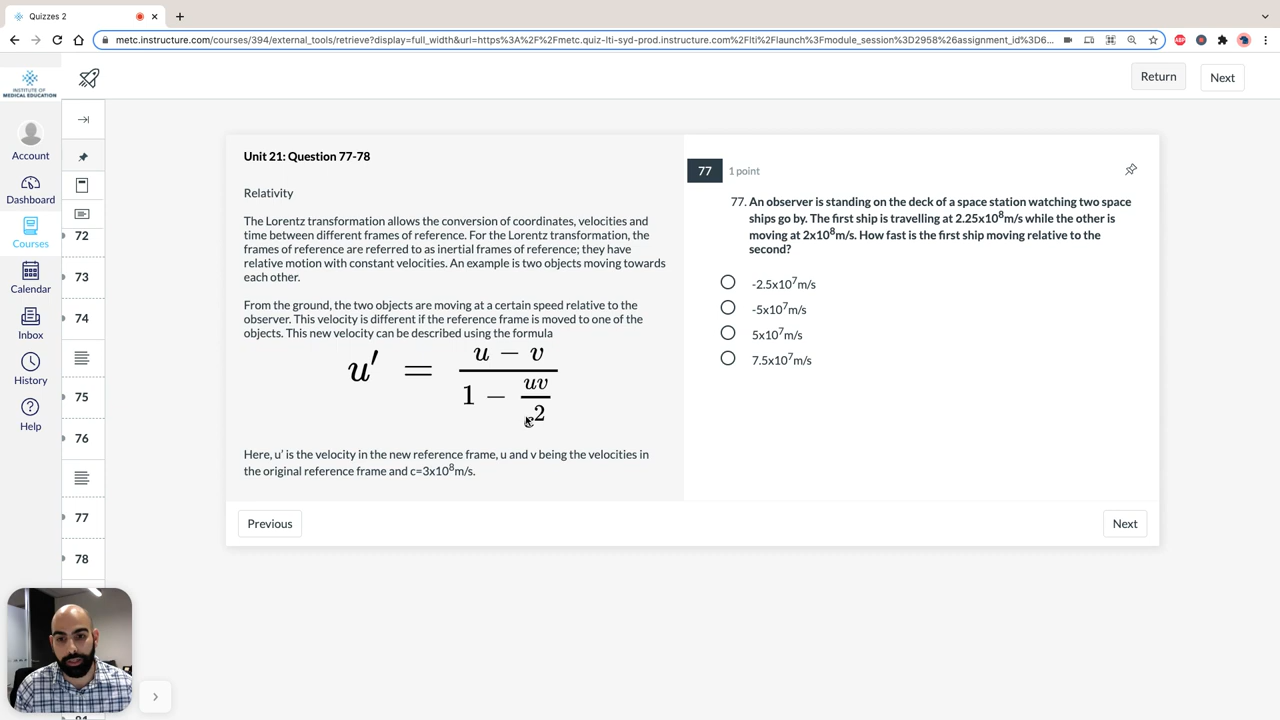 Quizzes 2
metc.instructure.com/courses/394/external_tools/retrieve?display=full_width&url=https%3A%2F%2Fmetc.quiz-lti-syd-prod.instructure.com%2Flti%2Flaunch%3Fmodule_session%3D2958%26assignment_id%3D6...
ABP
INSTITUTE OF
MEDICAL EDUCATION
Return
Next
Account
Dashboard
Courses
Calendar
Inbox
History
Help
72
73
74
75
76
77
78
81
Unit 21: Question 77-78
Relativity
The Lorentz transformation allows the conversion of coordinates, velocities and
time between different frames of reference. For the Lorentz transformation, the
frames of reference are referred to as inertial frames of reference; they have
relative motion with constant velocities. An example is two objects moving towards
each other.
From the ground, the two objects are moving at a certain speed relative to the
observer. This velocity is different if the reference frame is moved to one of the
objects. This new velocity can be described using the formula
u′ = (u − v) / (1 − uv/c²)
Here, u' is the velocity in the new reference frame, u and v being the velocities in
the original reference frame and c=3x10⁸m/s.
77
1 point
77. An observer is standing on the deck of a space station watching two space
ships go by. The first ship is travelling at 2.25x10⁸m/s while the other is
moving at 2x10⁸m/s. How fast is the first ship moving relative to the
second?
-2.5x10⁷m/s
-5x10⁷m/s
5x10⁷m/s
7.5x10⁷m/s
Previous
Next